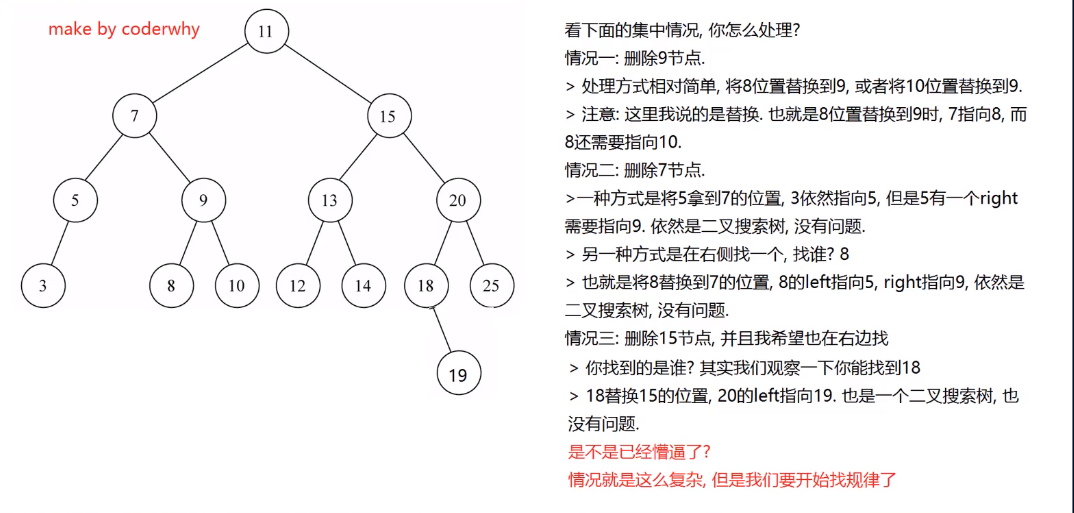 make by coderwhy
11
7
15
5
9
13
20
3
8
10
12
14
18
25
19
看下面的集中情况, 你怎么处理?
情况一: 删除9节点.
> 处理方式相对简单, 将8位置替换到9, 或者将10位置替换到9.
> 注意: 这里我说的是替换. 也就是8位置替换到9时, 7指向8, 而
8还需要指向10.
情况二: 删除7节点.
>一种方式是将5拿到7的位置, 3依然指向5, 但是5有一个right
需要指向9. 依然是二叉搜索树, 没有问题.
> 另一种方式是在右侧找一个, 找谁? 8
> 也就是将8替换到7的位置, 8的left指向5, right指向9, 依然是
二叉搜索树, 没有问题.
情况三: 删除15节点, 并且我希望也在右边找
> 你找到的是谁? 其实我们观察一下你能找到18
> 18替换15的位置, 20的left指向19. 也是一个二叉搜索树, 也
没有问题.
是不是已经懵逼了?
情况就是这么复杂, 但是我们要开始找规律了